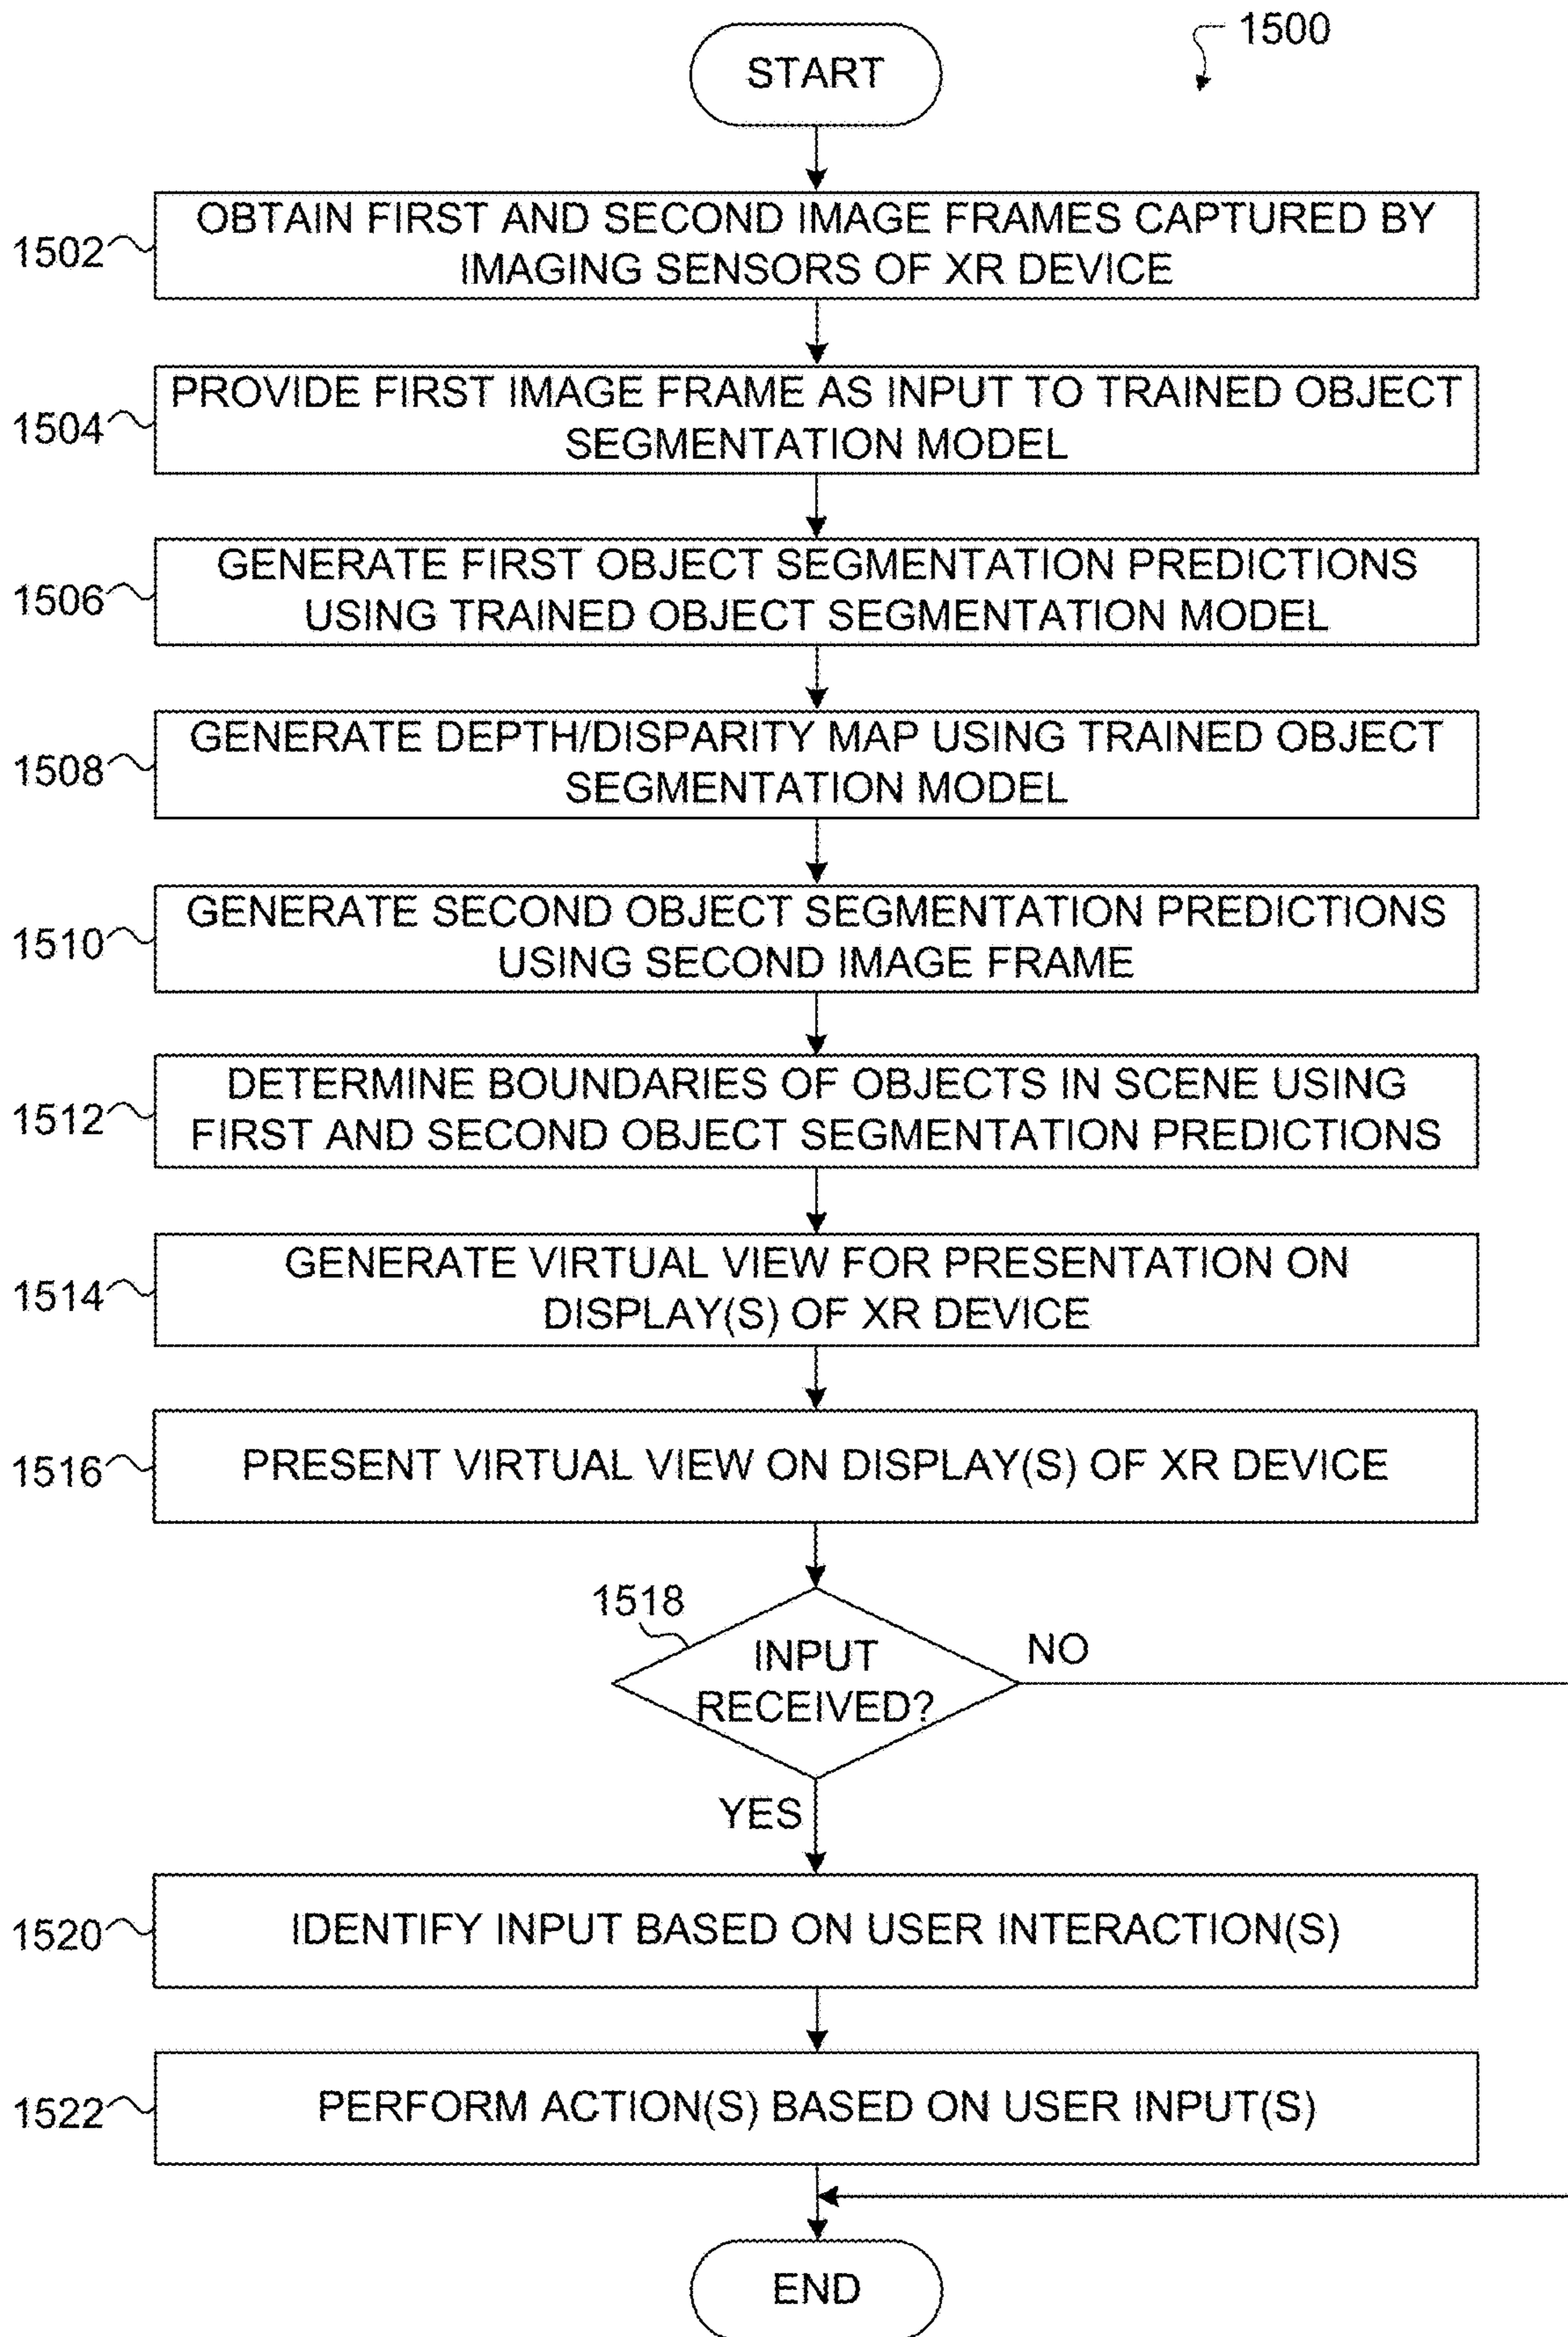 1500
START
1502
OBTAIN FIRST AND SECOND IMAGE FRAMES CAPTURED BY
IMAGING SENSORS OF XR DEVICE
1504
PROVIDE FIRST IMAGE FRAME AS INPUT TO TRAINED OBJECT
SEGMENTATION MODEL
1506
GENERATE FIRST OBJECT SEGMENTATION PREDICTIONS
USING TRAINED OBJECT SEGMENTATION MODEL
1508
GENERATE DEPTH/DISPARITY MAP USING TRAINED OBJECT
SEGMENTATION MODEL
1510
GENERATE SECOND OBJECT SEGMENTATION PREDICTIONS
USING SECOND IMAGE FRAME
1512
DETERMINE BOUNDARIES OF OBJECTS IN SCENE USING
FIRST AND SECOND OBJECT SEGMENTATION PREDICTIONS
1514
GENERATE VIRTUAL VIEW FOR PRESENTATION ON
DISPLAY(S) OF XR DEVICE
1516
PRESENT VIRTUAL VIEW ON DISPLAY(S) OF XR DEVICE
1518
INPUT
RECEIVED?
NO
YES
1520
IDENTIFY INPUT BASED ON USER INTERACTION(S)
1522
PERFORM ACTION(S) BASED ON USER INPUT(S)
END